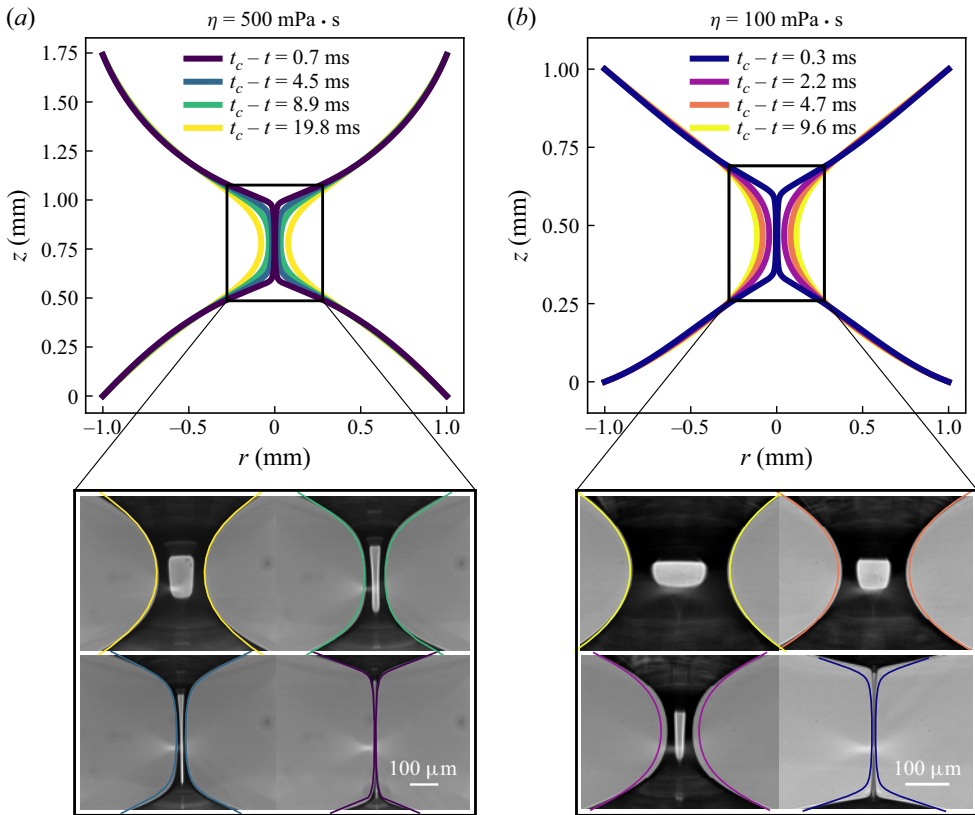 (a)
η = 500 mPa • s
t_c − t = 0.7 ms
t_c − t = 4.5 ms
t_c − t = 8.9 ms
t_c − t = 19.8 ms
1.75
1.50
1.25
1.00
0.75
0.50
0.25
0
z (mm)
−1.0
−0.5
0
0.5
1.0
r (mm)
100 μm
(b)
η = 100 mPa • s
t_c − t = 0.3 ms
t_c − t = 2.2 ms
t_c − t = 4.7 ms
t_c − t = 9.6 ms
1.00
0.75
0.50
0.25
0
z (mm)
−1.0
−0.5
0
0.5
1.0
r (mm)
100 μm